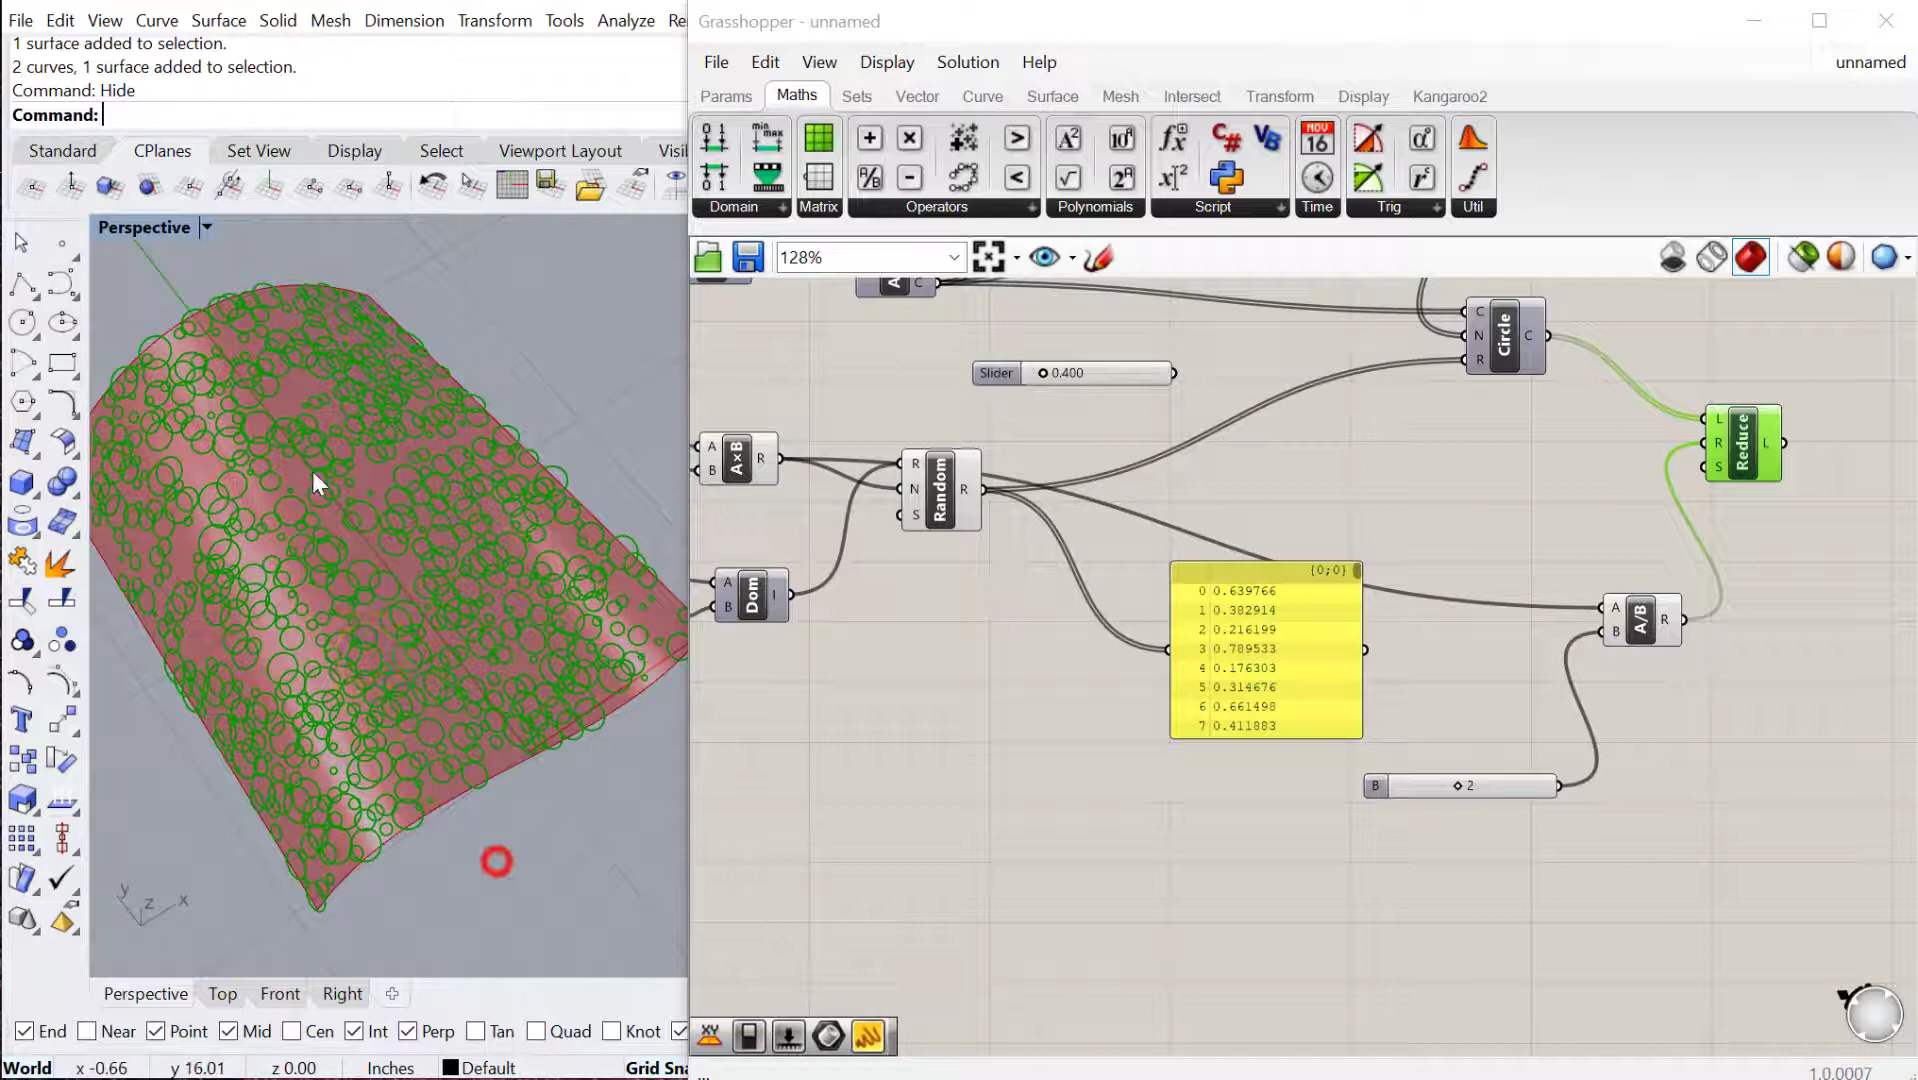 File Edit View Curve Surface Solid Mesh Dimension Transform Tools Analyze Re
1 surface added to selection.
2 curves, 1 surface added to selection.
Command: Hide
Command:
Standard CPlanes Set View Display Select Viewport Layout Visi
Perspective
y z x
Perspective Top Front Right
End Near Point Mid Cen Int Perp Tan Quad Knot
World x -0.66 y 16.01 z 0.00 Inches Default Grid Sna
Grasshopper - unnamed
File Edit View Display Solution Help unnamed
Params Maths Sets Vector Curve Surface Mesh Intersect Transform Display Kangaroo2
Domain Matrix Operators Polynomials Script Time Trig Util
128%
A C
C N R Circle C
Slider 0.400
L R S Reduce L
A B A×B R
R N S Random R
A B Dom I
{0;0}
0 0.639766
1 0.382914
2 0.216199
3 0.789533
4 0.176303
5 0.314676
6 0.661498
7 0.411883
A B A/B R
B 2
1.0.0007